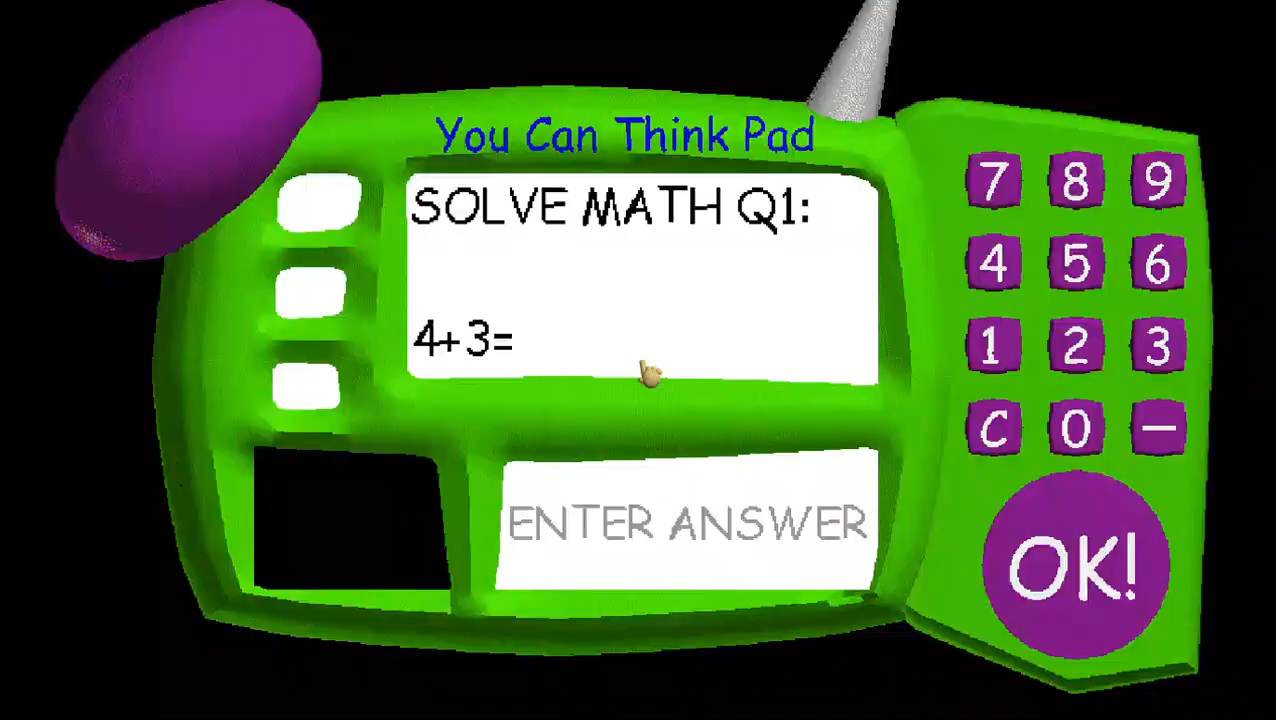 You Can Think Pad
SOLVE MATH Q1:
4+3=
ENTER ANSWER
7 8 9
4 5 6
1 2 3
C 0 –
OK!